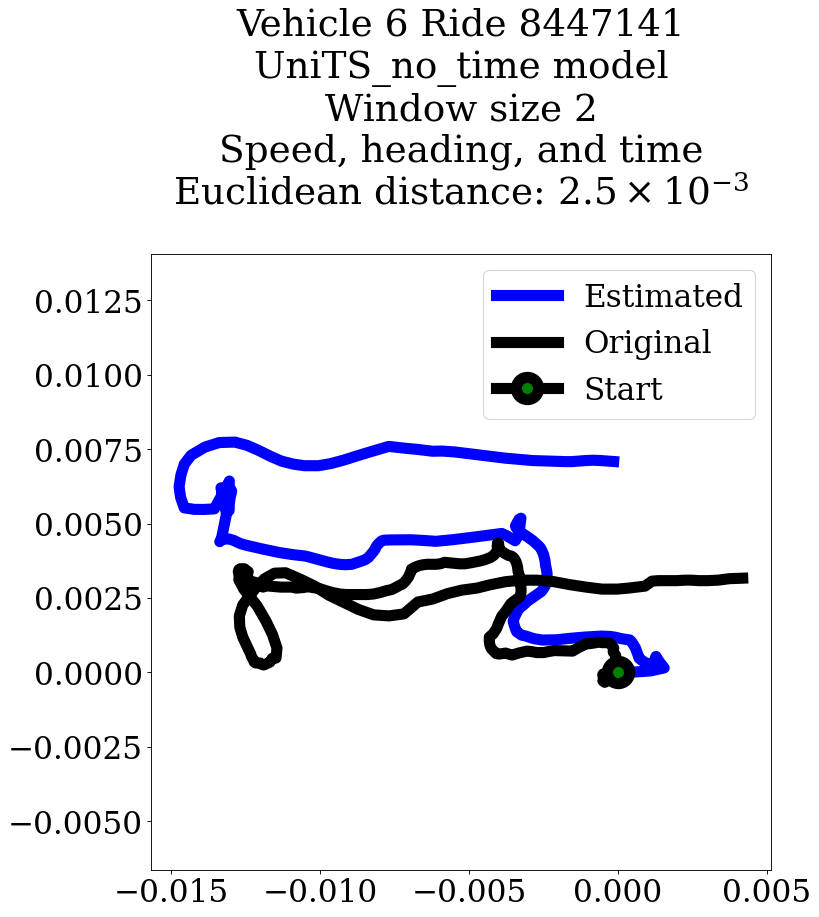 Vehicle 6 Ride 8447141
UniTS_no_time model
Window size 2
Speed, heading, and time
Euclidean distance: 2.5 × 10⁻³
Estimated
Original
Start
0.0125
0.0100
0.0075
0.0050
0.0025
0.0000
−0.0025
−0.0050
−0.015 −0.010 −0.005 0.000 0.005